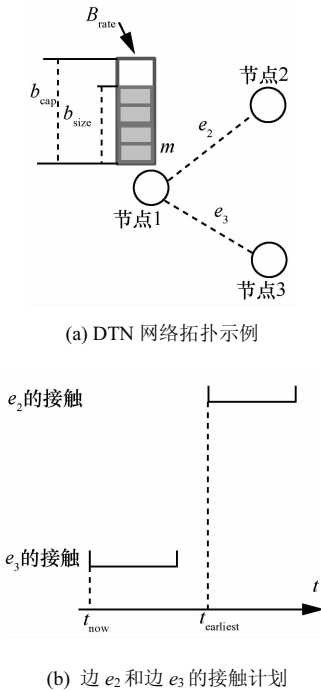 B_rate
b_cap
b_size
m
节点1
e_2
节点2
e_3
节点3
(a) DTN 网络拓扑示例
e_2的接触
e_3的接触
t
t_now
t_earliest
(b) 边 e_2 和边 e_3 的接触计划